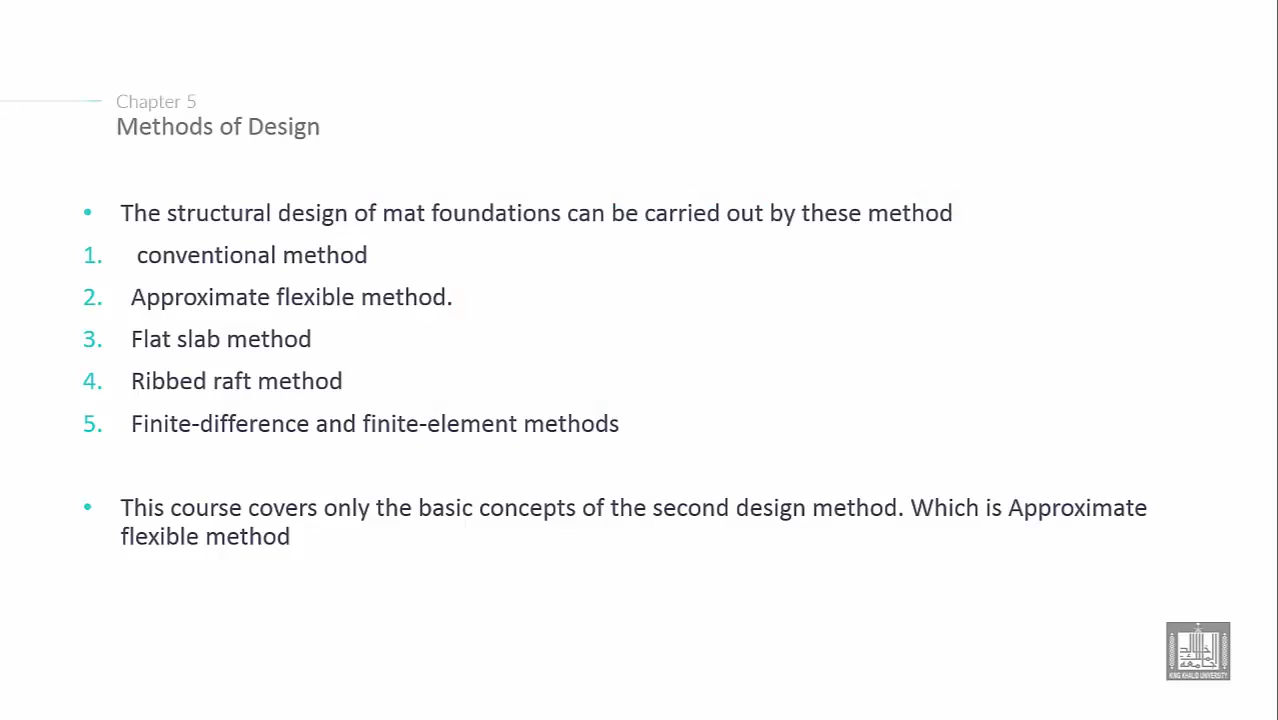 Chapter 5
Methods of Design
• The structural design of mat foundations can be carried out by these method
1. conventional method
2. Approximate flexible method.
3. Flat slab method
4. Ribbed raft method
5. Finite-difference and finite-element methods
• This course covers only the basic concepts of the second design method. Which is Approximate
flexible method
KING KHALID UNIVERSITY